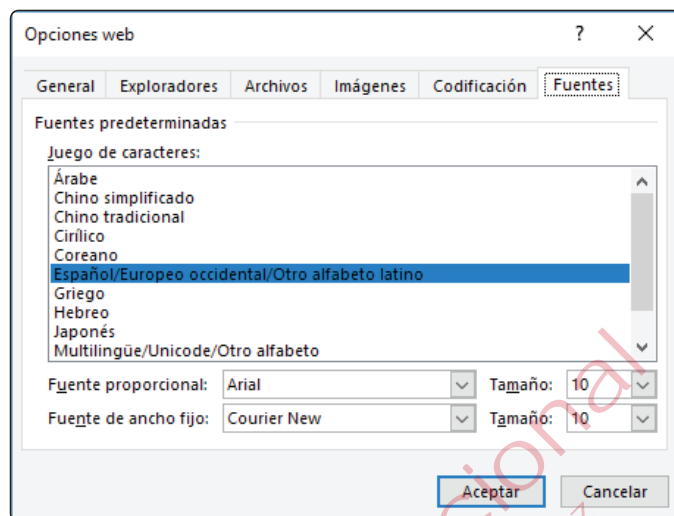 Opciones web ? X
General Exploradores Archivos Imágenes Codificación Fuentes
Fuentes predeterminadas
Juego de caracteres:
Árabe
Chino simplificado
Chino tradicional
Cirílico
Coreano
Español/Europeo occidental/Otro alfabeto latino
Griego
Hebreo
Japonés
Multilingüe/Unicode/Otro alfabeto
Fuente proporcional: Arial Tamaño: 10
Fuente de ancho fijo: Courier New Tamaño: 10
Aceptar Cancelar
cional